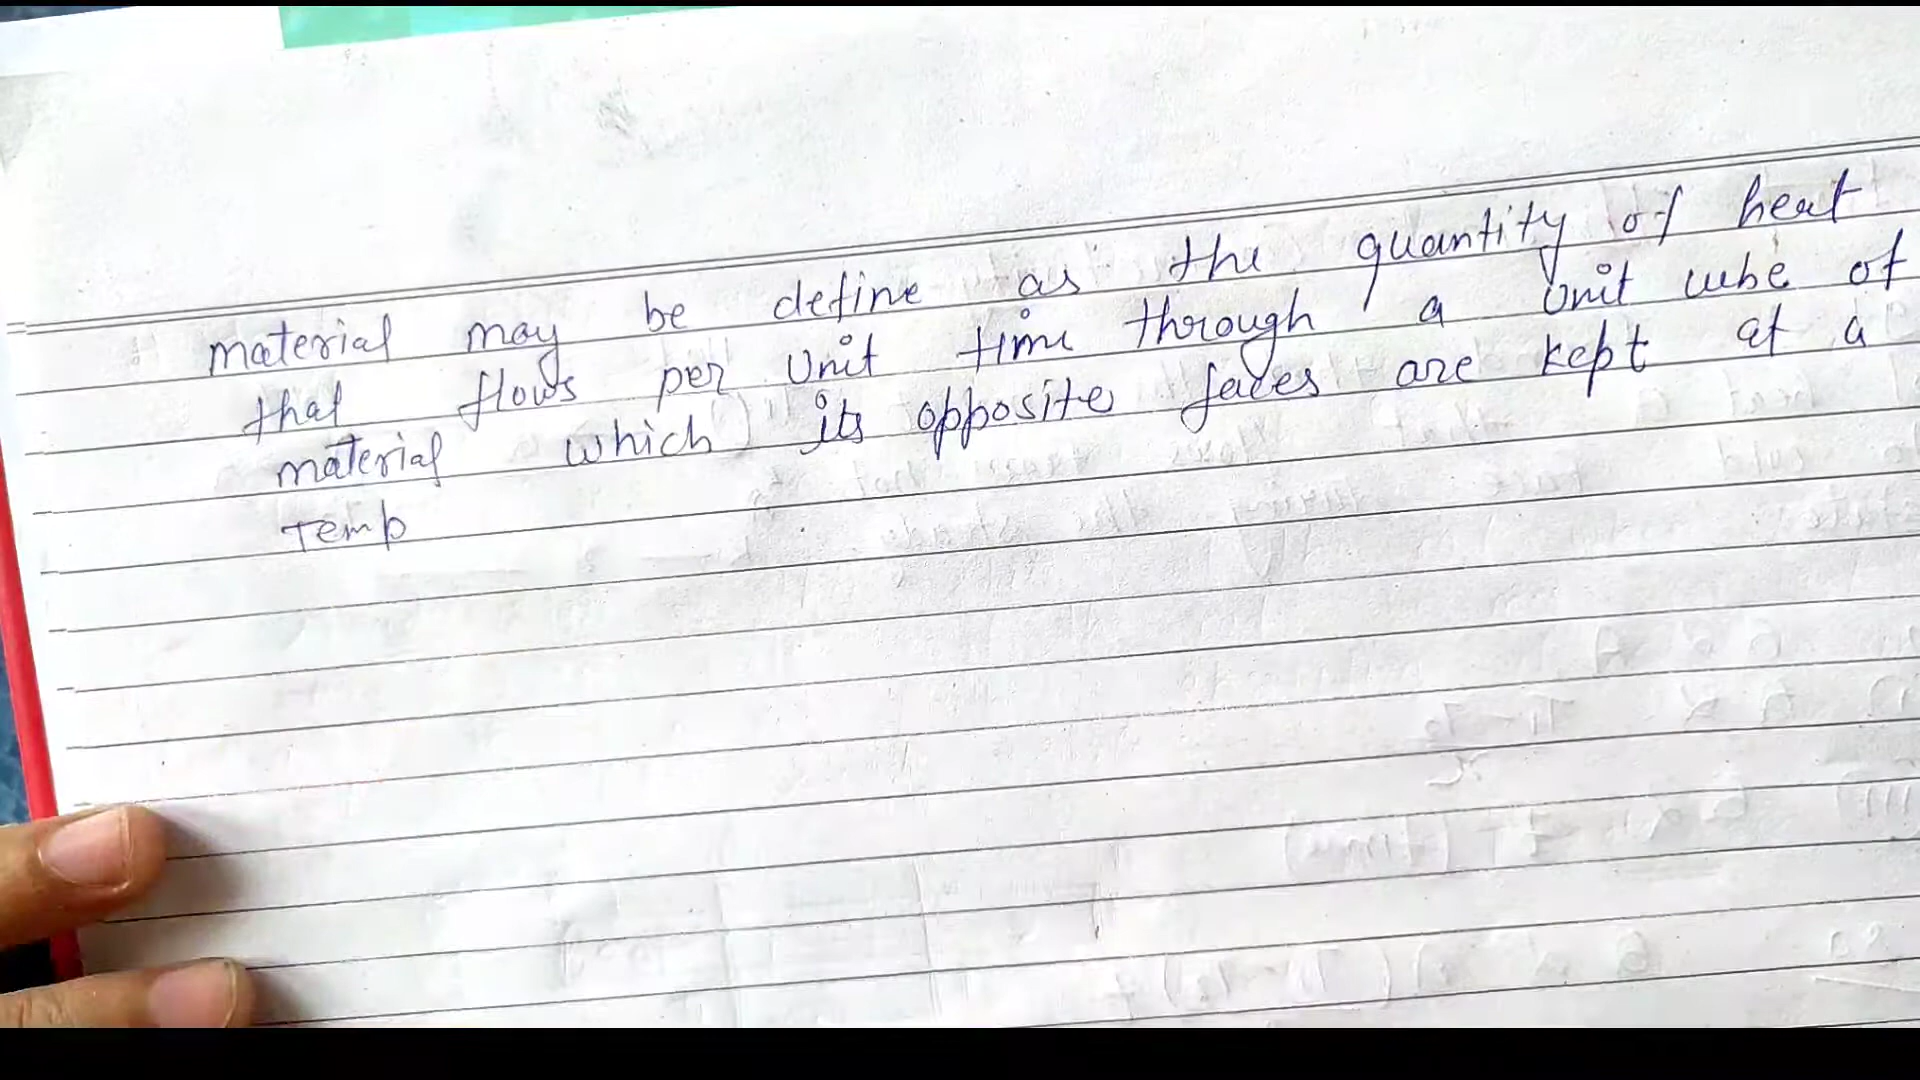 material may be define as the quantity of heat
that flows per unit time through a unit cube of
material which its opposite faces are kept at a
Temp